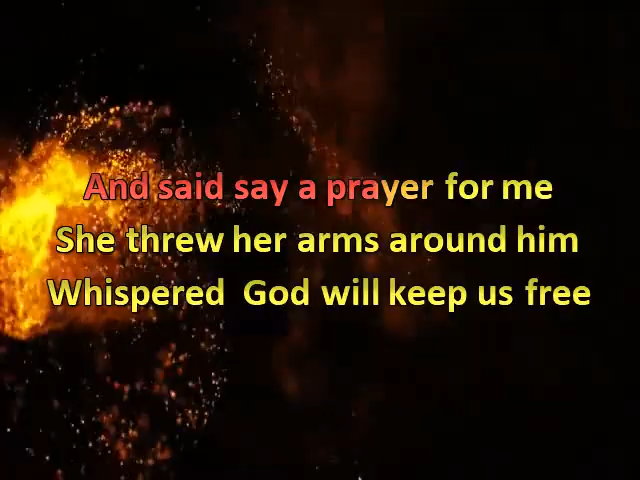 And said say a prayer for me
She threw her arms around him
Whispered  God will keep us free